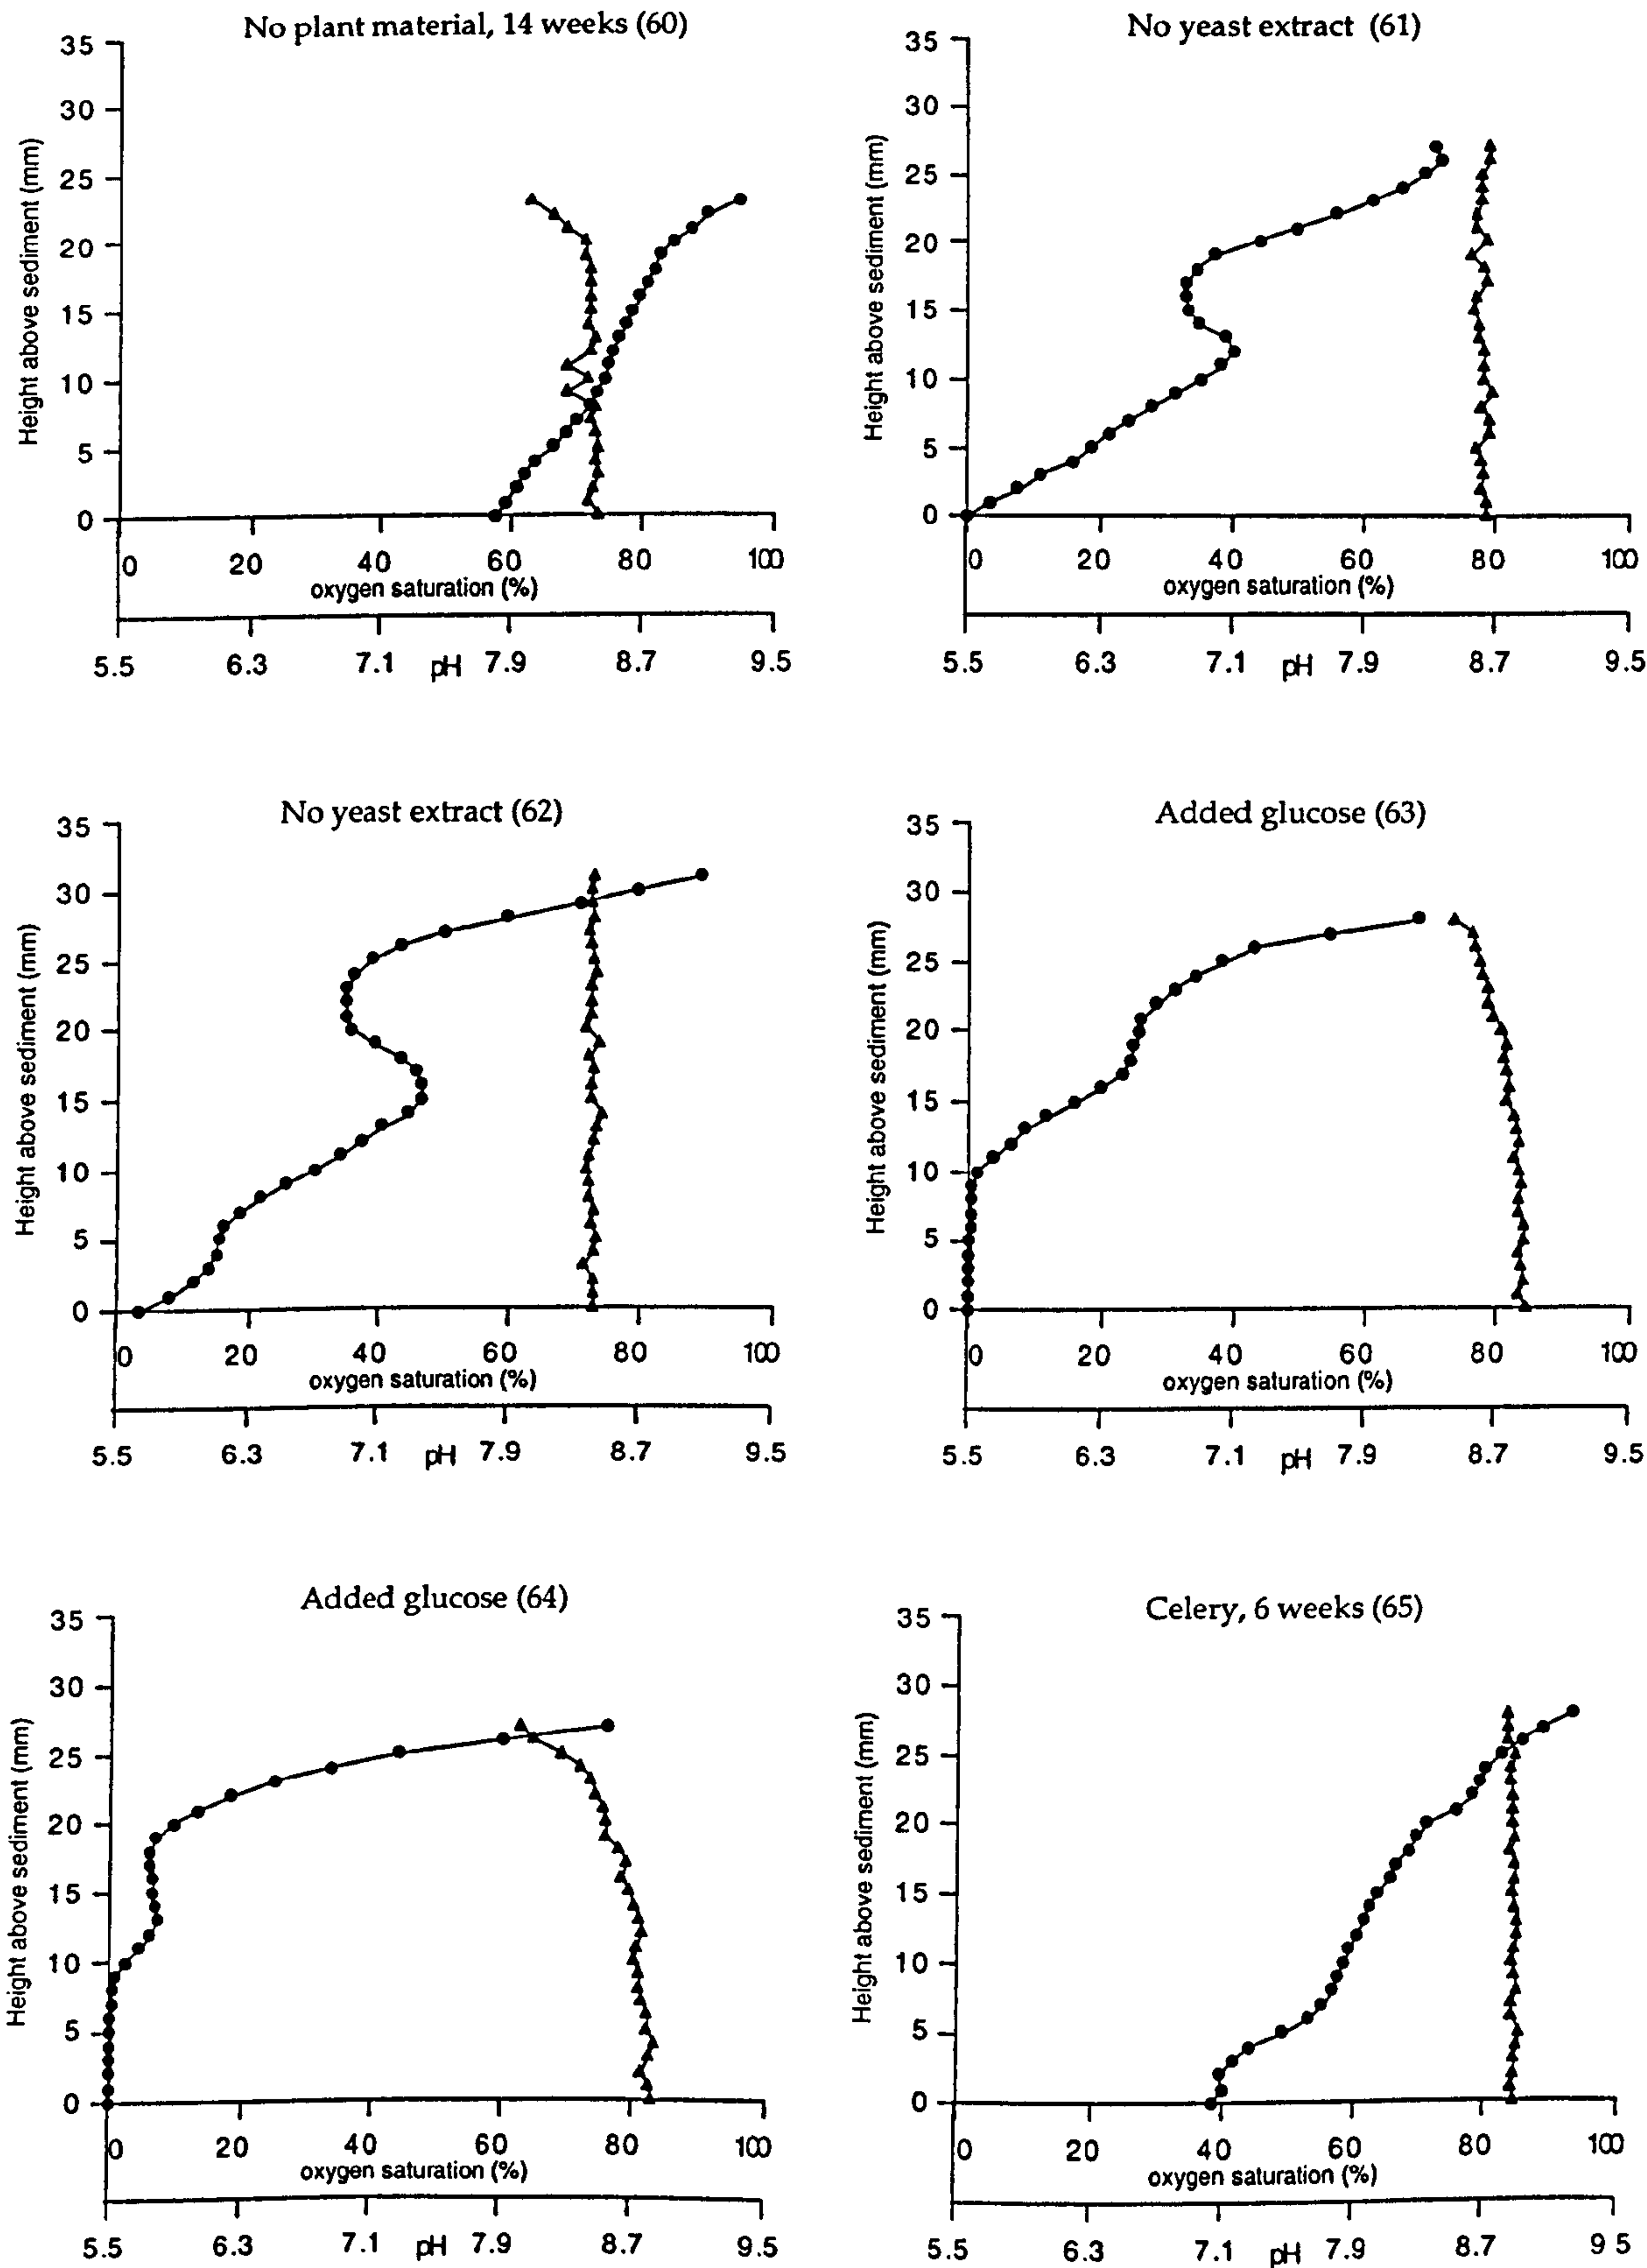 No plant material, 14 weeks (60)
35
30
25
20
15
10
5
0
Height above sediment (mm)
0 20 40 60 80 100
oxygen saturation (%)
5.5 6.3 7.1 pH 7.9 8.7 9.5
No yeast extract (61)
35
30
25
20
15
10
5
0
Height above sediment (mm)
0 20 40 60 80 100
oxygen saturation (%)
5.5 6.3 7.1 pH 7.9 8.7 9.5
No yeast extract (62)
35
30
25
20
15
10
5
0
Height above sediment (mm)
0 20 40 60 80 100
oxygen saturation (%)
5.5 6.3 7.1 pH 7.9 8.7 9.5
Added glucose (63)
35
30
25
20
15
10
5
0
Height above sediment (mm)
0 20 40 60 80 100
oxygen saturation (%)
5.5 6.3 7.1 pH 7.9 8.7 9.5
Added glucose (64)
35
30
25
20
15
10
5
0
Height above sediment (mm)
0 20 40 60 80 100
oxygen saturation (%)
5.5 6.3 7.1 pH 7.9 8.7 9.5
Celery, 6 weeks (65)
35
30
25
20
15
10
5
0
Height above sediment (mm)
0 20 40 60 80 100
oxygen saturation (%)
5.5 6.3 7.1 pH 7.9 8.7 9 5